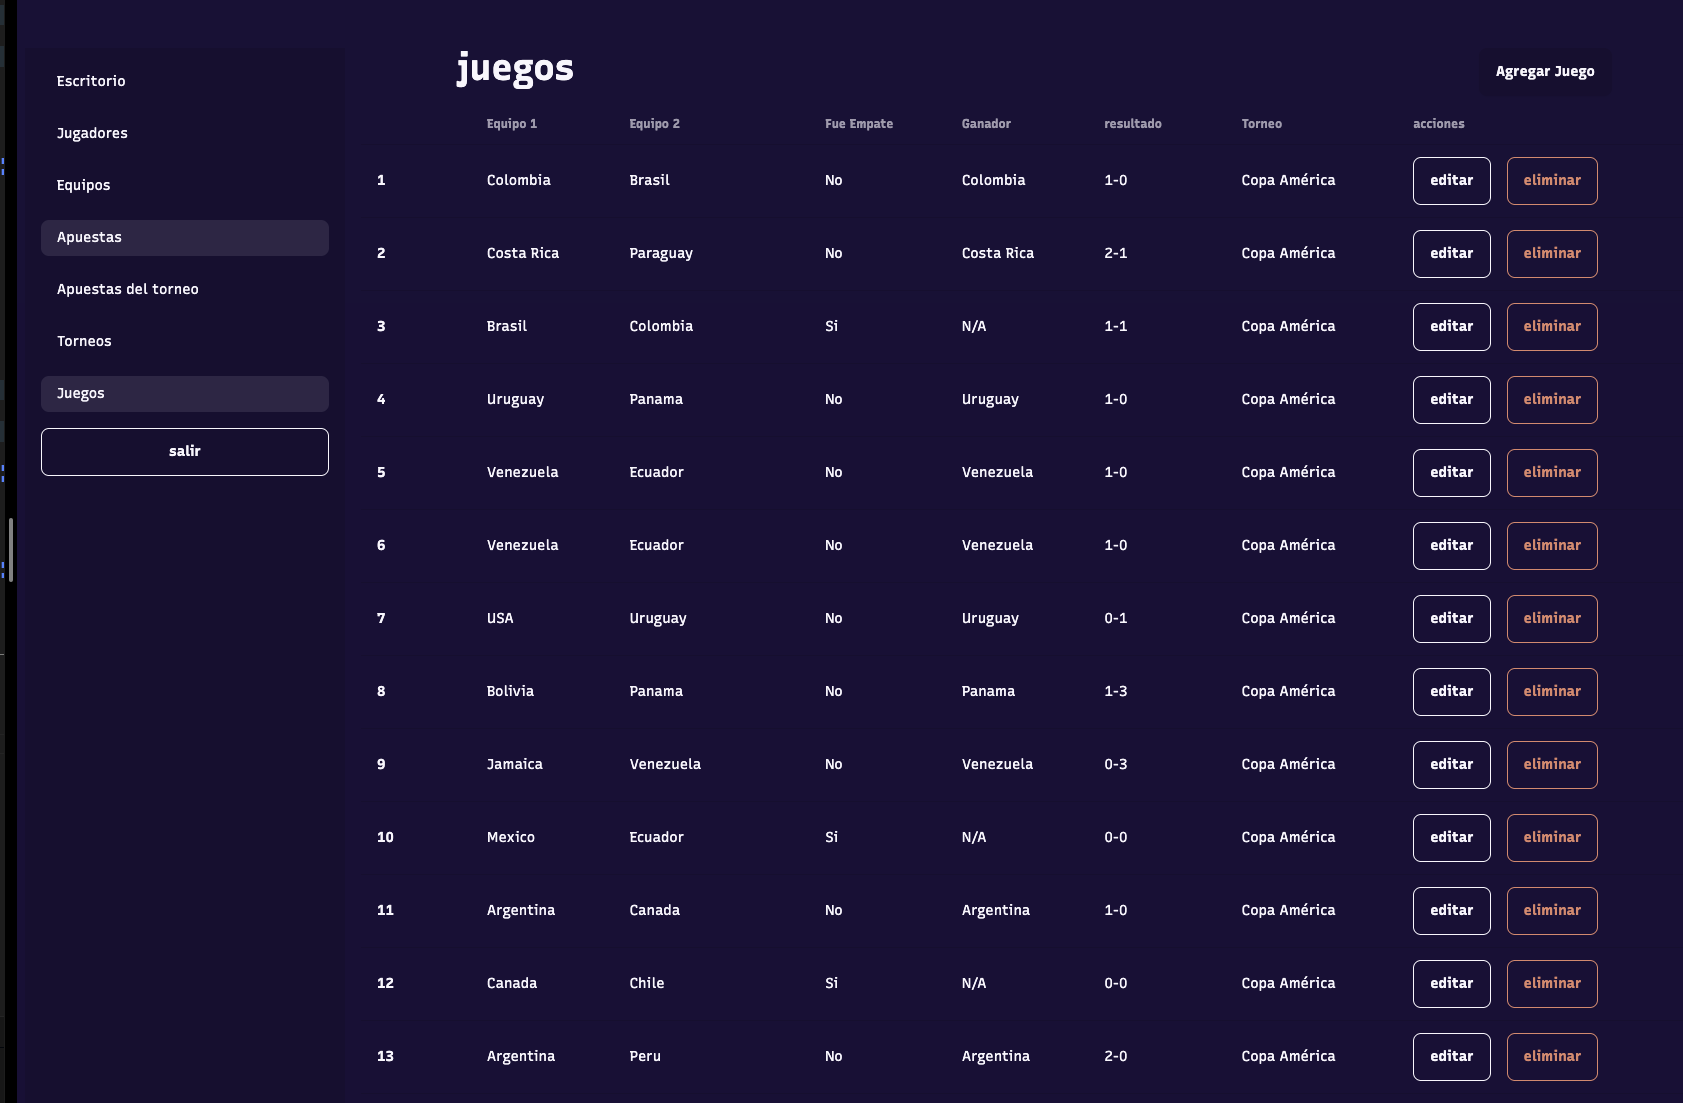 Escritorio
Jugadores
Equipos
Apuestas
Apuestas del torneo
Torneos
Juegos
salir
juegos
Agregar Juego
Equipo 1 Equipo 2 Fue Empate Ganador resultado Torneo acciones
1 Colombia Brasil No Colombia 1-0 Copa América editar eliminar
2 Costa Rica Paraguay No Costa Rica 2-1 Copa América editar eliminar
3 Brasil Colombia Si N/A 1-1 Copa América editar eliminar
4 Uruguay Panama No Uruguay 1-0 Copa América editar eliminar
5 Venezuela Ecuador No Venezuela 1-0 Copa América editar eliminar
6 Venezuela Ecuador No Venezuela 1-0 Copa América editar eliminar
7 USA Uruguay No Uruguay 0-1 Copa América editar eliminar
8 Bolivia Panama No Panama 1-3 Copa América editar eliminar
9 Jamaica Venezuela No Venezuela 0-3 Copa América editar eliminar
10 Mexico Ecuador Si N/A 0-0 Copa América editar eliminar
11 Argentina Canada No Argentina 1-0 Copa América editar eliminar
12 Canada Chile Si N/A 0-0 Copa América editar eliminar
13 Argentina Peru No Argentina 2-0 Copa América editar eliminar